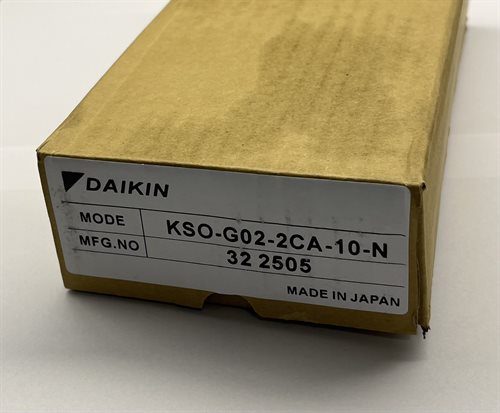 DAIKIN
MODE KSO-G02-2CA-10-N
MFG.NO 32 2505
MADE IN JAPAN